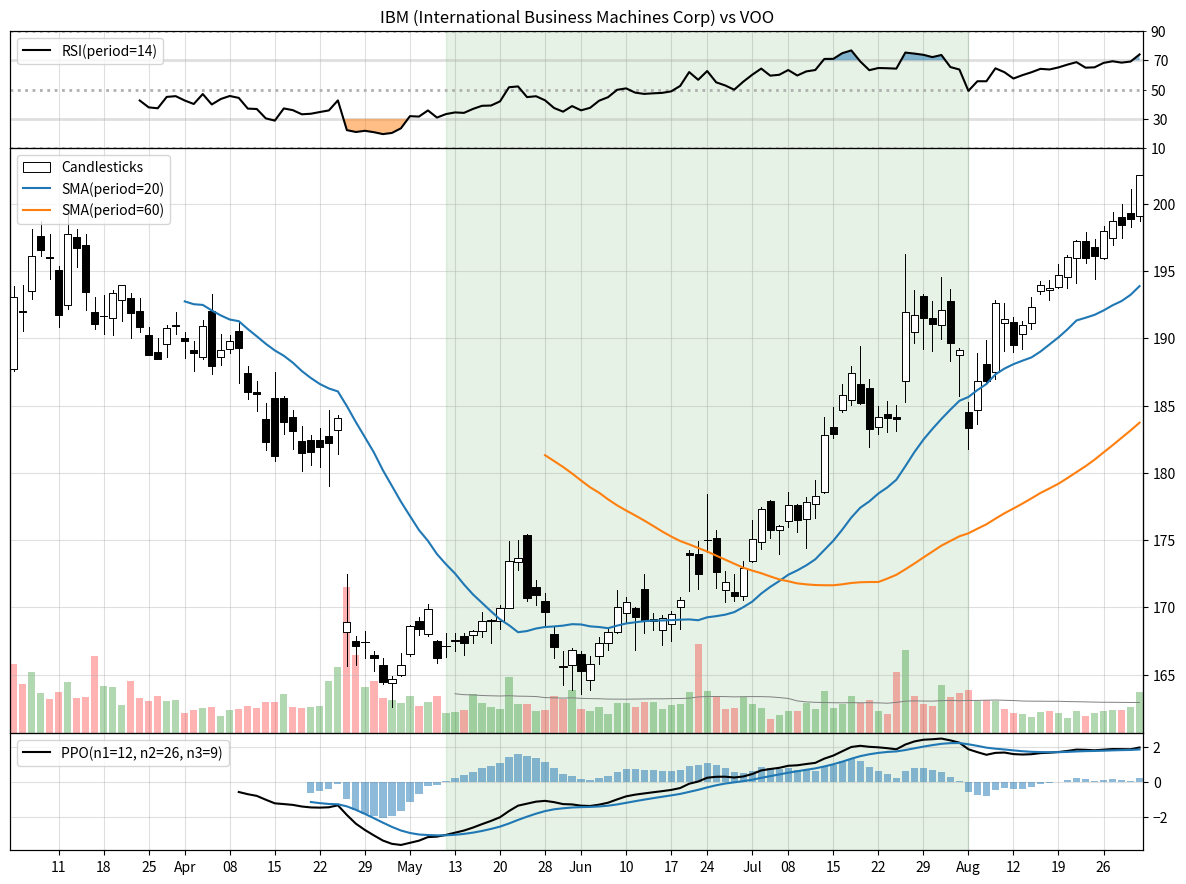 IBM (International Business Machines Corp) vs VOO
RSI(period=14)
90
70
50
30
10
Candlesticks
SMA(period=20)
SMA(period=60)
200
195
190
185
180
175
170
165
PPO(n1=12, n2=26, n3=9)
2
0
−2
11 18 25 Apr 08 15 22 29 May 13 20 28 Jun 10 17 24 Jul 08 15 22 29 Aug 12 19 26